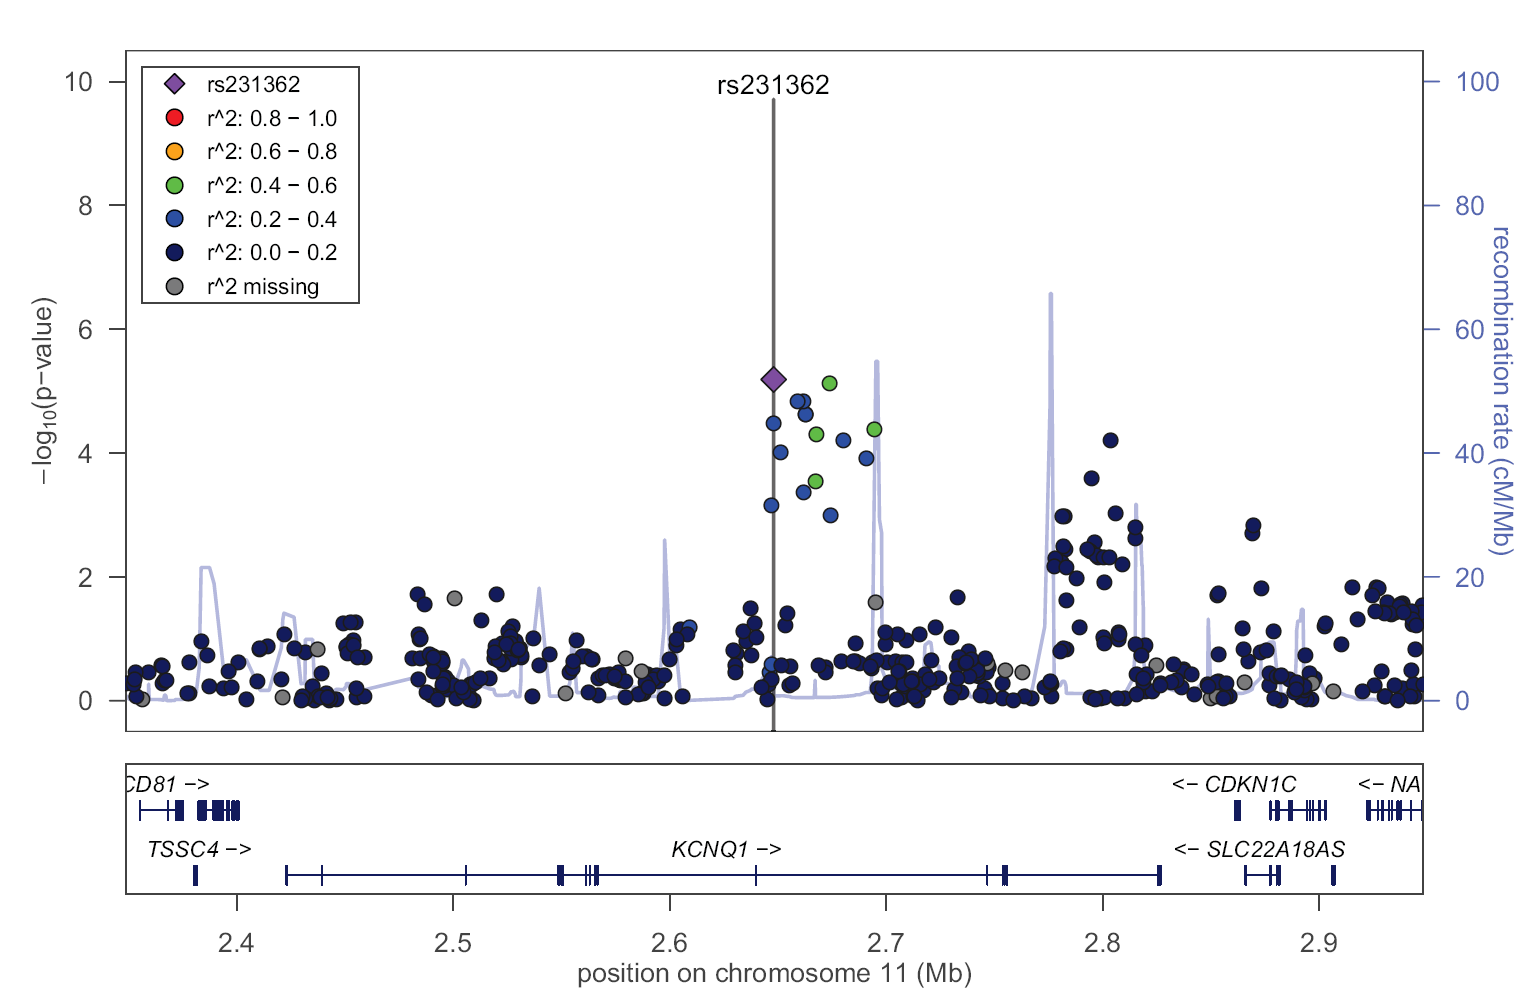 rs231362
10
8
6
4
2
0
−log10(p−value)
rs231362
r^2: 0.8 − 1.0
r^2: 0.6 − 0.8
r^2: 0.4 − 0.6
r^2: 0.2 − 0.4
r^2: 0.0 − 0.2
r^2 missing
100
80
60
40
20
0
recombination rate (cM/Mb)
CD81 −>
<− CDKN1C
<− NA
TSSC4 −>
KCNQ1 −>
<− SLC22A18AS
2.4 2.5 2.6 2.7 2.8 2.9
position on chromosome 11 (Mb)